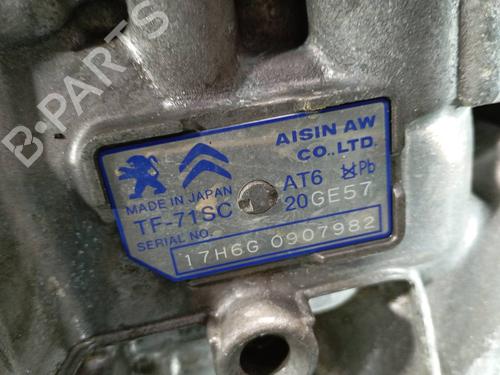 B-PARTS
AISIN AW
CO.,LTD.
MADE IN JAPAN
TF-71SC
AT6 Pb
20GE57
SERIAL NO.
17H6G 0907982